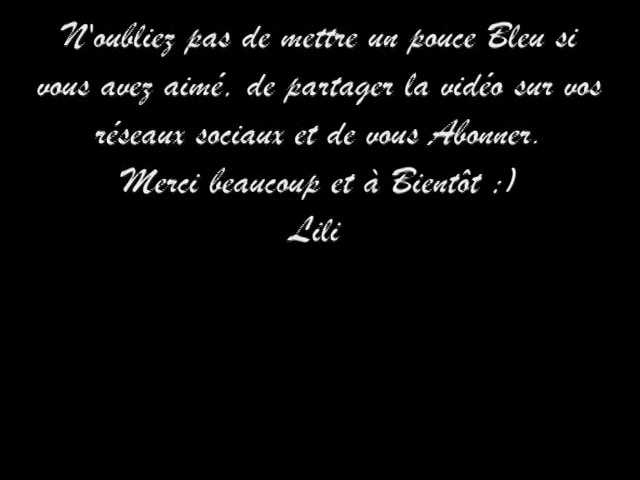 N'oubliez pas de mettre un pouce Bleu si
vous avez aimé, de partager la vidéo sur vos
réseaux sociaux et de vous Abonner.
Merci beaucoup et à Bientôt :)
Lili